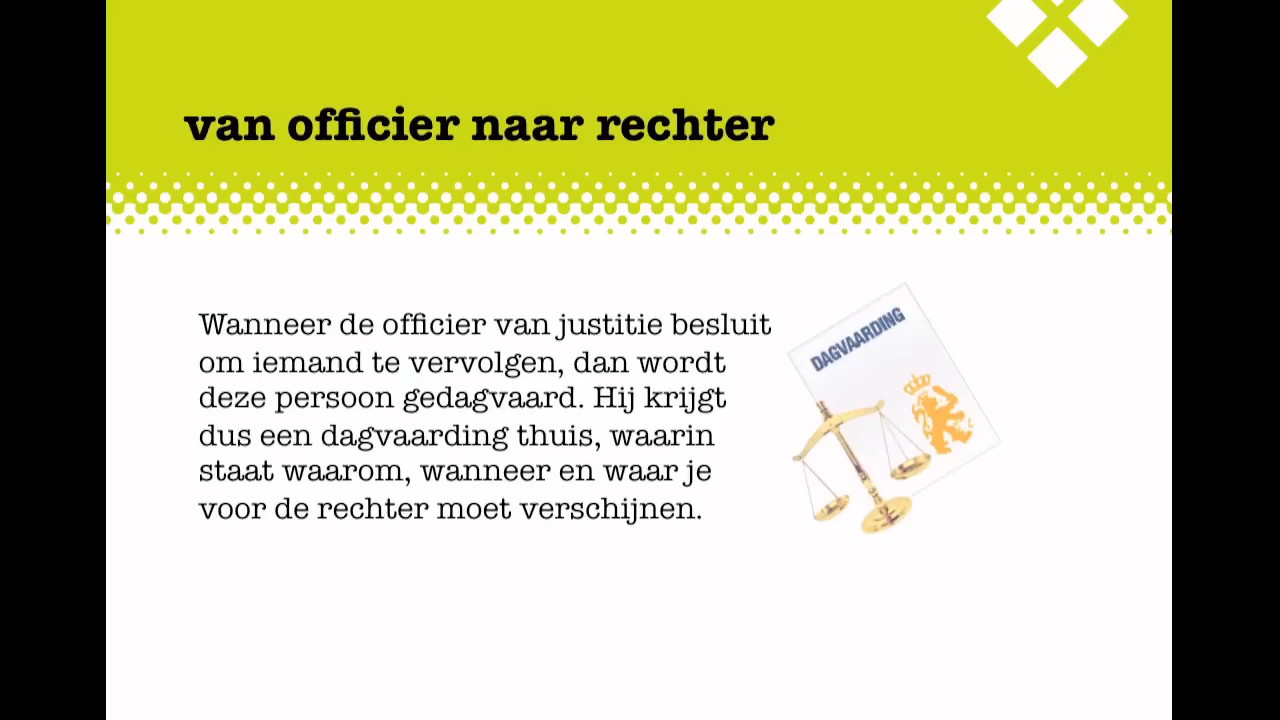 van officier naar rechter
Wanneer de officier van justitie besluit
om iemand te vervolgen, dan wordt
deze persoon gedagvaard. Hij krijgt
dus een dagvaarding thuis, waarin
staat waarom, wanneer en waar je
voor de rechter moet verschijnen.
DAGVAARDING